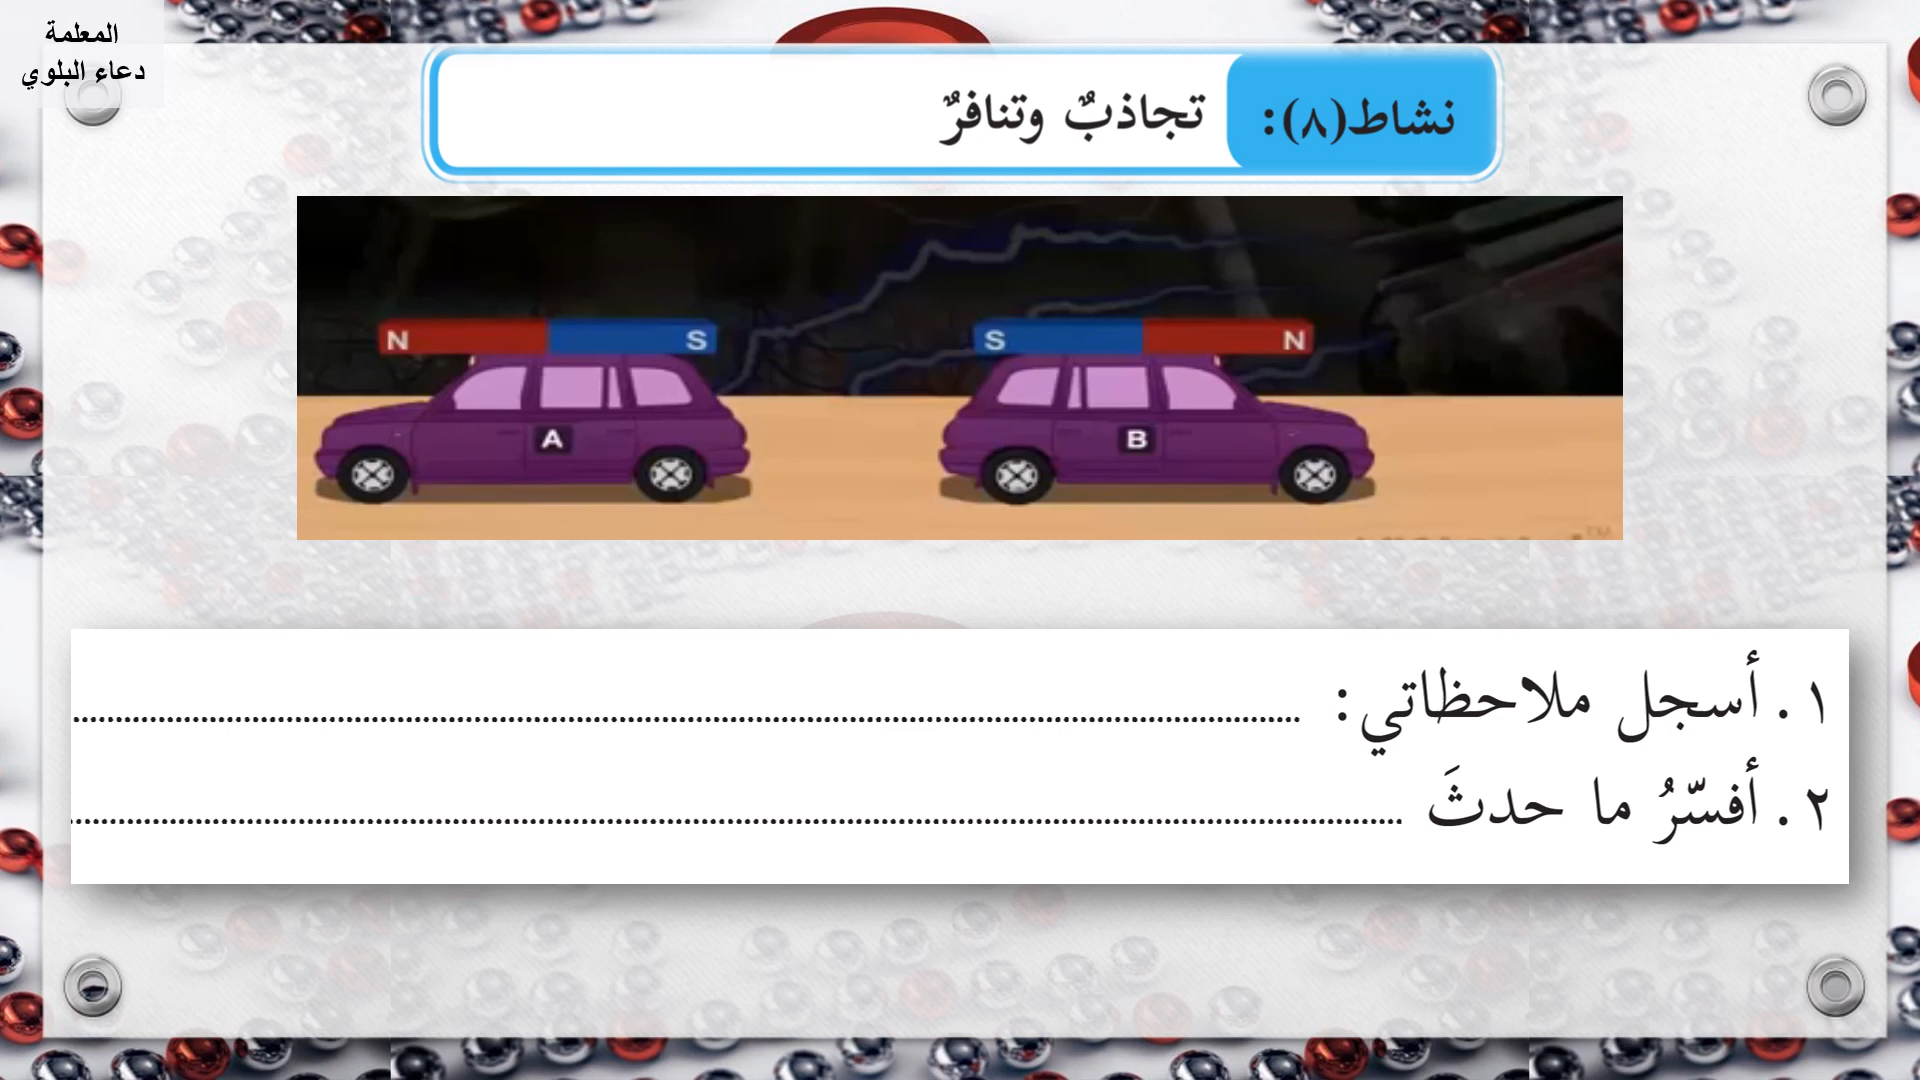 المعلمة
دعاء البلوي
نشاط(٨): تجاذبٌ وتنافرٌ
N S S N
A B
١. أسجل ملاحظاتي: ........................................
٢. أفسّرُ ما حدثَ ........................................